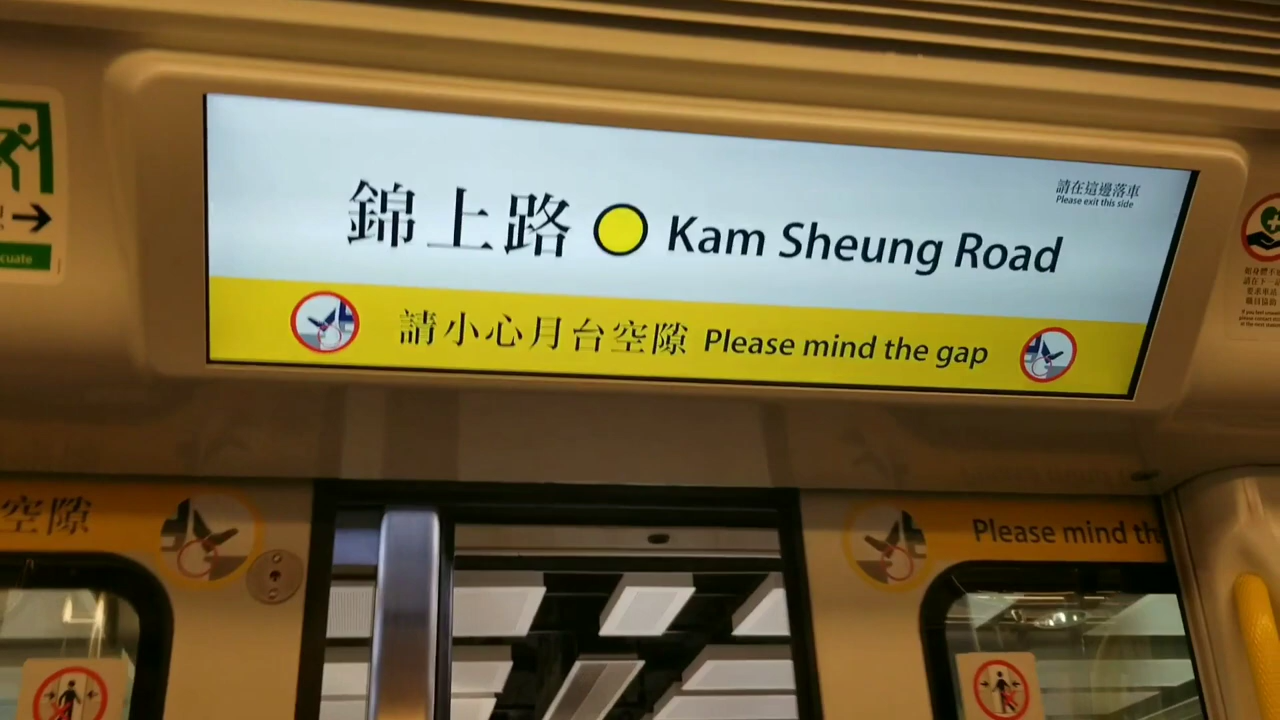 請在這邊落車
Please exit this side
錦上路 Kam Sheung Road
請小心月台空隙 Please mind the gap
空隙
Please mind th
cuate